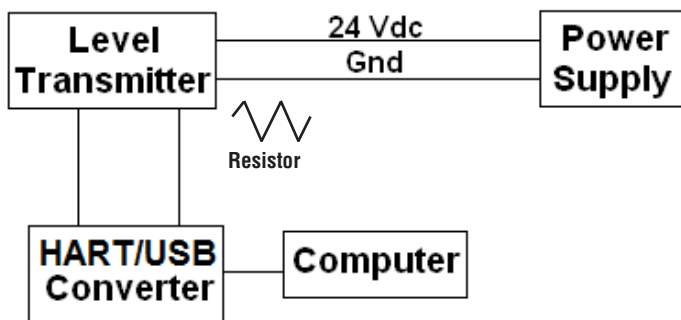 Level
Transmitter
24 Vdc
Gnd
Power
Supply
Resistor
HART/USB
Converter
Computer